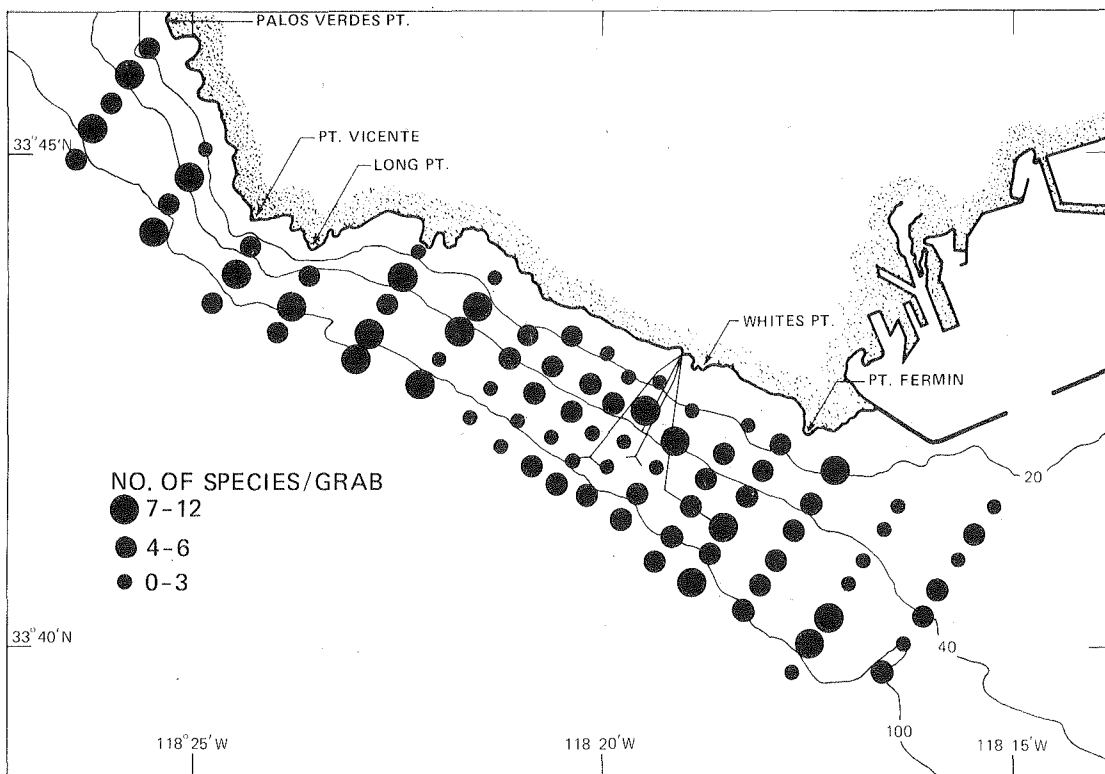 PALOS VERDES PT.
33°45'N
PT. VICENTE
LONG PT.
WHITES PT.
PT. FERMIN
20
NO. OF SPECIES/GRAB
7-12
4-6
0-3
33°40'N
40
100
118°25'W
118°20'W
118 15'W